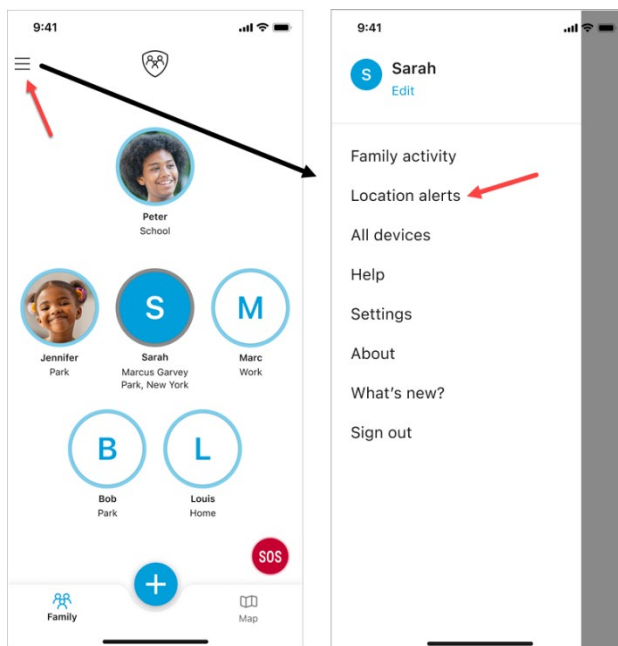 9:41
Peter
School
S
M
Jennifer
Park
Sarah
Marcus Garvey
Park, New York
Marc
Work
B
L
Bob
Park
Louis
Home
SOS
Family
Map
9:41
S
Sarah
Edit
Family activity
Location alerts
All devices
Help
Settings
About
What's new?
Sign out